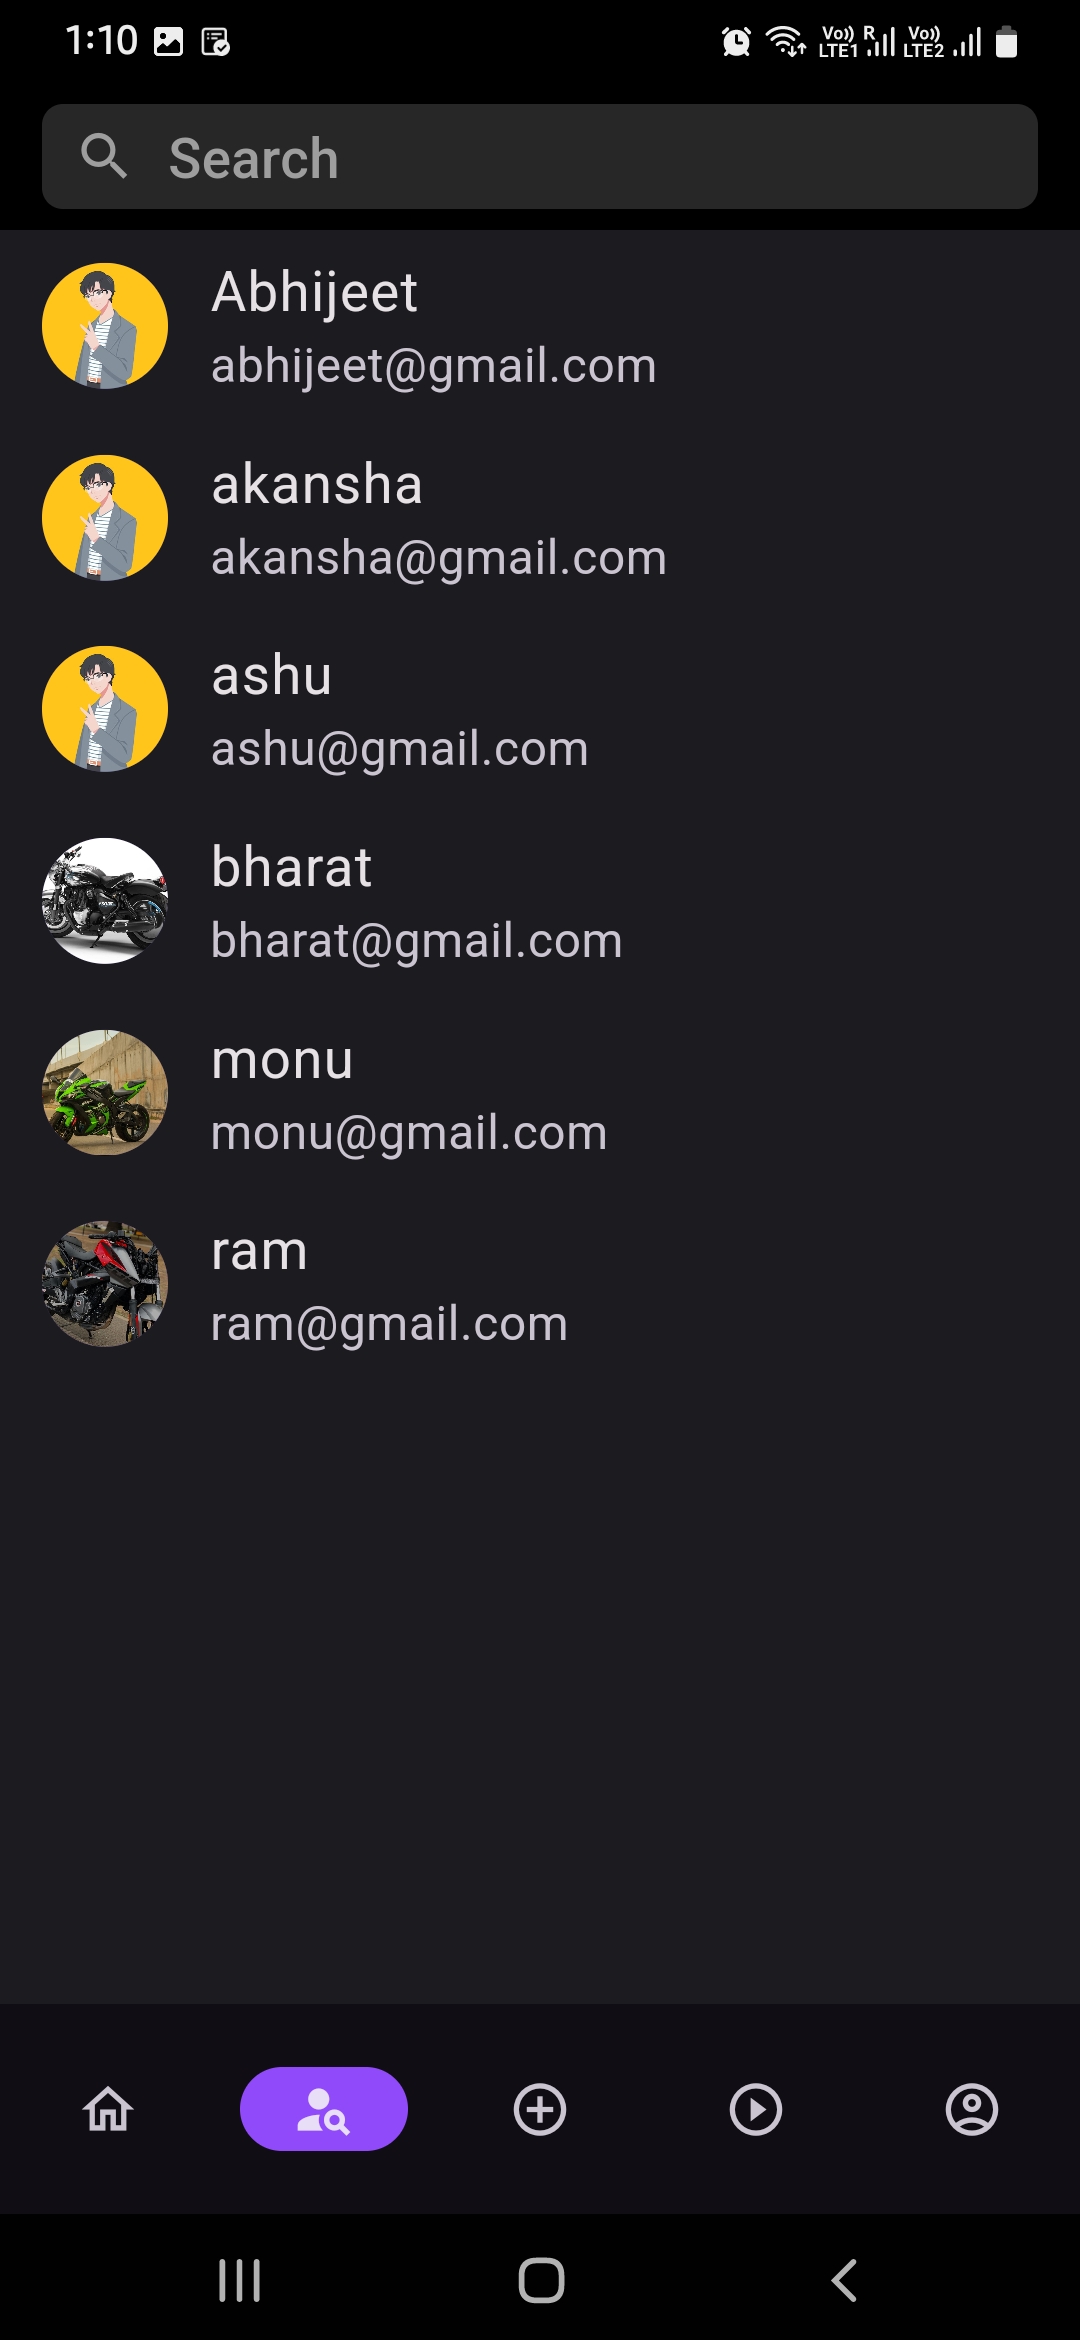 1:10
Vo)) R Vo))
LTE1 LTE2
Search
Abhijeet
abhijeet@gmail.com
akansha
akansha@gmail.com
ashu
ashu@gmail.com
bharat
bharat@gmail.com
monu
monu@gmail.com
ram
ram@gmail.com